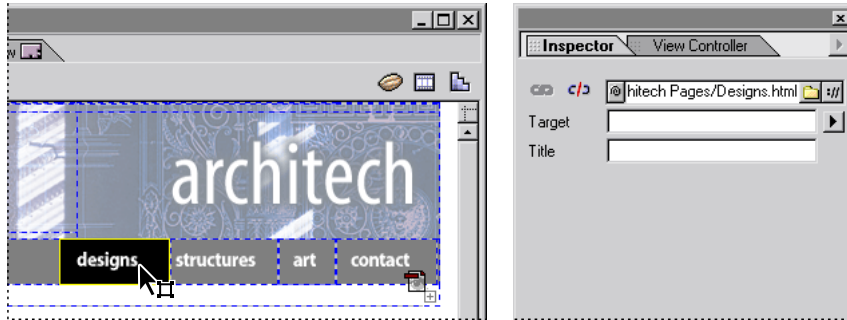 architech
designs
structures
art
contact
Inspector
View Controller
hitech Pages/Designs.html
Target
Title